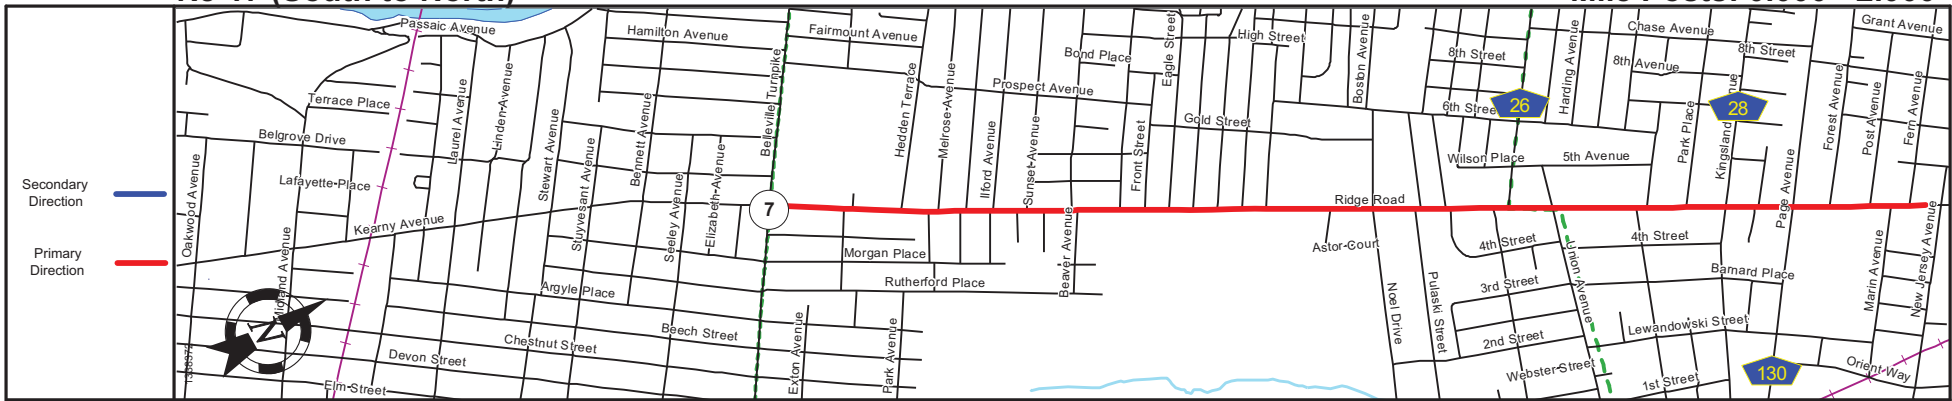 Secondary
Direction
Primary
Direction
Passaic Avenue
Hamilton Avenue
Fairmount Avenue
Bond Place
Eagle Street
High Street
Boston Avenue
8th Street
Harding Avenue
Chase Avenue
8th Street
8th Avenue
Grant Avenue
Terrace Place
Laurel Avenue
Linden Avenue
Belleville Turnpike
Hedden Terrace
Melrose Avenue
Prospect Avenue
Gold Street
6th Street
26
28
Park Place
Kingsland Avenue
Forest Avenue
Post Avenue
Fern Avenue
Belgrove Drive
Lafayette Place
Oakwood Avenue
Stewart Avenue
Stuyvesant Avenue
Bennett Avenue
Seeley Avenue
Elizabeth Avenue
Ilford Avenue
Sunset Avenue
Front Street
Wilson Place
5th Avenue
Page Avenue
Kearny Avenue
7
Ridge Road
Midland Avenue
Morgan Place
Rutherford Place
Beaver Avenue
Astor Court
4th Street
Union Avenue
4th Street
Barnard Place
Marin Avenue
New Jersey Avenue
Argyle Place
Noel Drive
Pulaski Street
3rd Street
N
Beech Street
Chestnut Street
Devon Street
Elm Street
Exton Avenue
Park Avenue
2nd Street
Lewandowski Street
Webster Street
1st Street
130
Orient Way